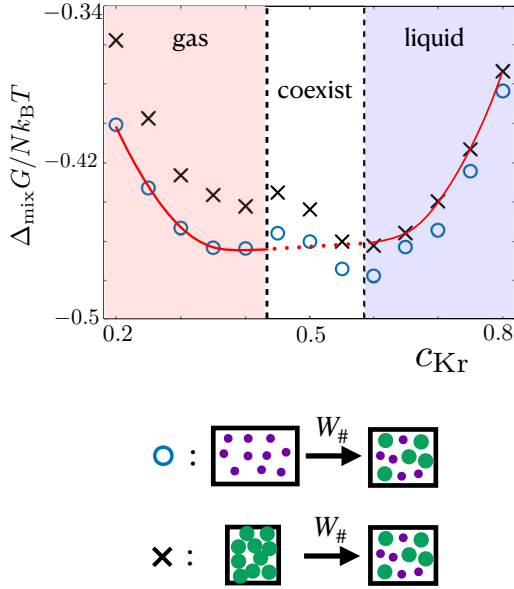 −0.34
gas
liquid
coexist
Δ_mix G/Nk_BT
−0.42
−0.5
0.2
0.5
0.8
c_Kr
W_#
:
W_#
: